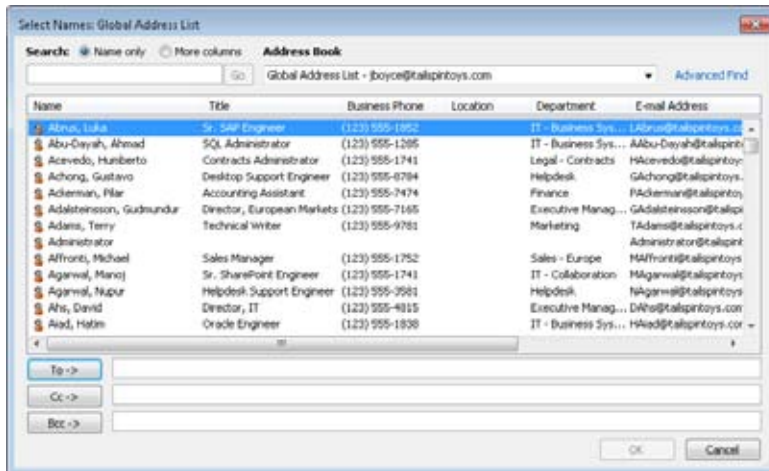 Select Names: Global Address List
Search: Name only More columns Address Book
Go Global Address List - jboyce@tailspintoys.com Advanced Find
Name Title Business Phone Location Department E-mail Address
Abrus, Luka Sr. SAP Engineer (123) 555-1852 IT - Business Sys... LAbrus@tailspintoys.co
Abu-Dayah, Ahmad SQL Administrator (123) 555-1285 IT - Business Sys... AAbu-Dayah@tailspint
Acevedo, Humberto Contracts Administrator (123) 555-1741 Legal - Contracts HAcevedo@tailspintoy
Achong, Gustavo Desktop Support Engineer (123) 555-8784 Helpdesk GAchong@tailspintoys.
Ackerman, Pilar Accounting Assistant (123) 555-7474 Finance PAckerman@tailspintoy
Adalsteinsson, Gudmundur Director, European Markets (123) 555-7165 Executive Manag... GAdalsteinsson@tailspi
Adams, Terry Technical Writer (123) 555-9781 Marketing TAdams@tailspintoys.c
Administrator Administrator@tailspint
Affronti, Michael Sales Manager (123) 555-1752 Sales - Europe MAffronti@tailspintoys
Agarwal, Manoj Sr. SharePoint Engineer (123) 555-1741 IT - Collaboration MAgarwal@tailspintoys
Agarwal, Nupur Helpdesk Support Engineer (123) 555-3581 Helpdesk NAgarwal@tailspintoys
Ahs, David Director, IT (123) 555-4815 Executive Manag... DAhs@tailspintoys.com
Aiad, Hatim Oracle Engineer (123) 555-1838 IT - Business Sys... HAiad@tailspintoys.cor
To ->
Cc ->
Bcc ->
OK Cancel